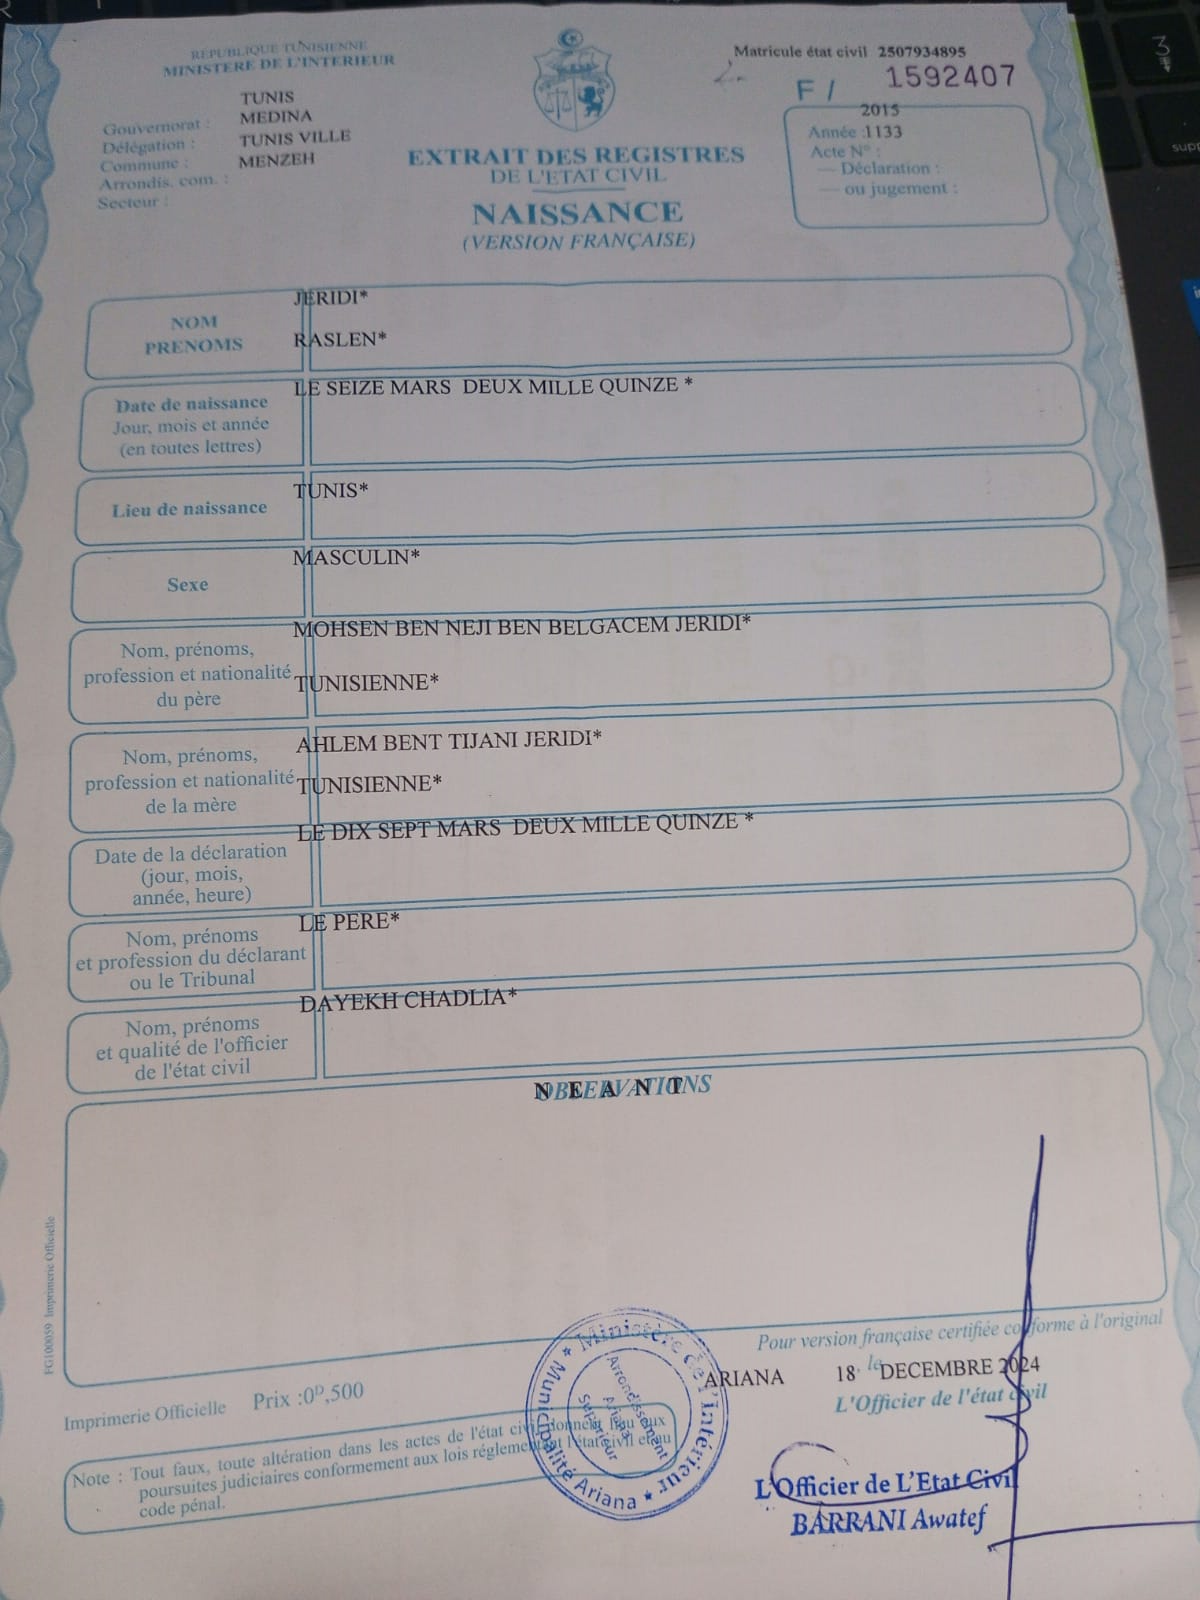 REPUBLIQUE TUNISIENNE
MINISTERE DE L'INTERIEUR
Gouvernorat : TUNIS
Délégation : MEDINA
Commune : TUNIS VILLE
Arrondis. com. : MENZEH
Secteur :
Matricule état civil 2507934895
F / 1592407
2015
Année : 1133
Acte N° :
— Déclaration :
— ou jugement :
EXTRAIT DES REGISTRES
DE L'ETAT CIVIL
NAISSANCE
(VERSION FRANÇAISE)
NOM JERIDI*
PRENOMS RASLEN*
Date de naissance
Jour, mois et année
(en toutes lettres)
LE SEIZE MARS DEUX MILLE QUINZE *
Lieu de naissance TUNIS*
Sexe MASCULIN*
Nom, prénoms,
profession et nationalité
du père
MOHSEN BEN NEJI BEN BELGACEM JERIDI*
TUNISIENNE*
Nom, prénoms,
profession et nationalité
de la mère
AHLEM BENT TIJANI JERIDI*
TUNISIENNE*
Date de la déclaration
(jour, mois,
année, heure)
LE DIX SEPT MARS DEUX MILLE QUINZE *
Nom, prénoms
et profession du déclarant
ou le Tribunal
LE PERE*
Nom, prénoms
et qualité de l'officier
de l'état civil
DAYEKH CHADLIA*
OBSERVATIONS
N E A N T
FG100059 Imprimerie Officielle
Pour version française certifiée conforme à l'original
ARIANA 18 le DECEMBRE 2024
L'Officier de l'état civil
Imprimerie Officielle Prix :0ᴰ,500
Note : Tout faux, toute altération dans les actes de l'état civil donnent lieu aux
poursuites judiciaires conformement aux lois réglementant l'état civil et au
code pénal.
Ministère de l'Intérieur
Municipalité Ariana
Arrondissement
Ariana
Supérieur
L'Officier de L'Etat Civil
BARRANI Awatef